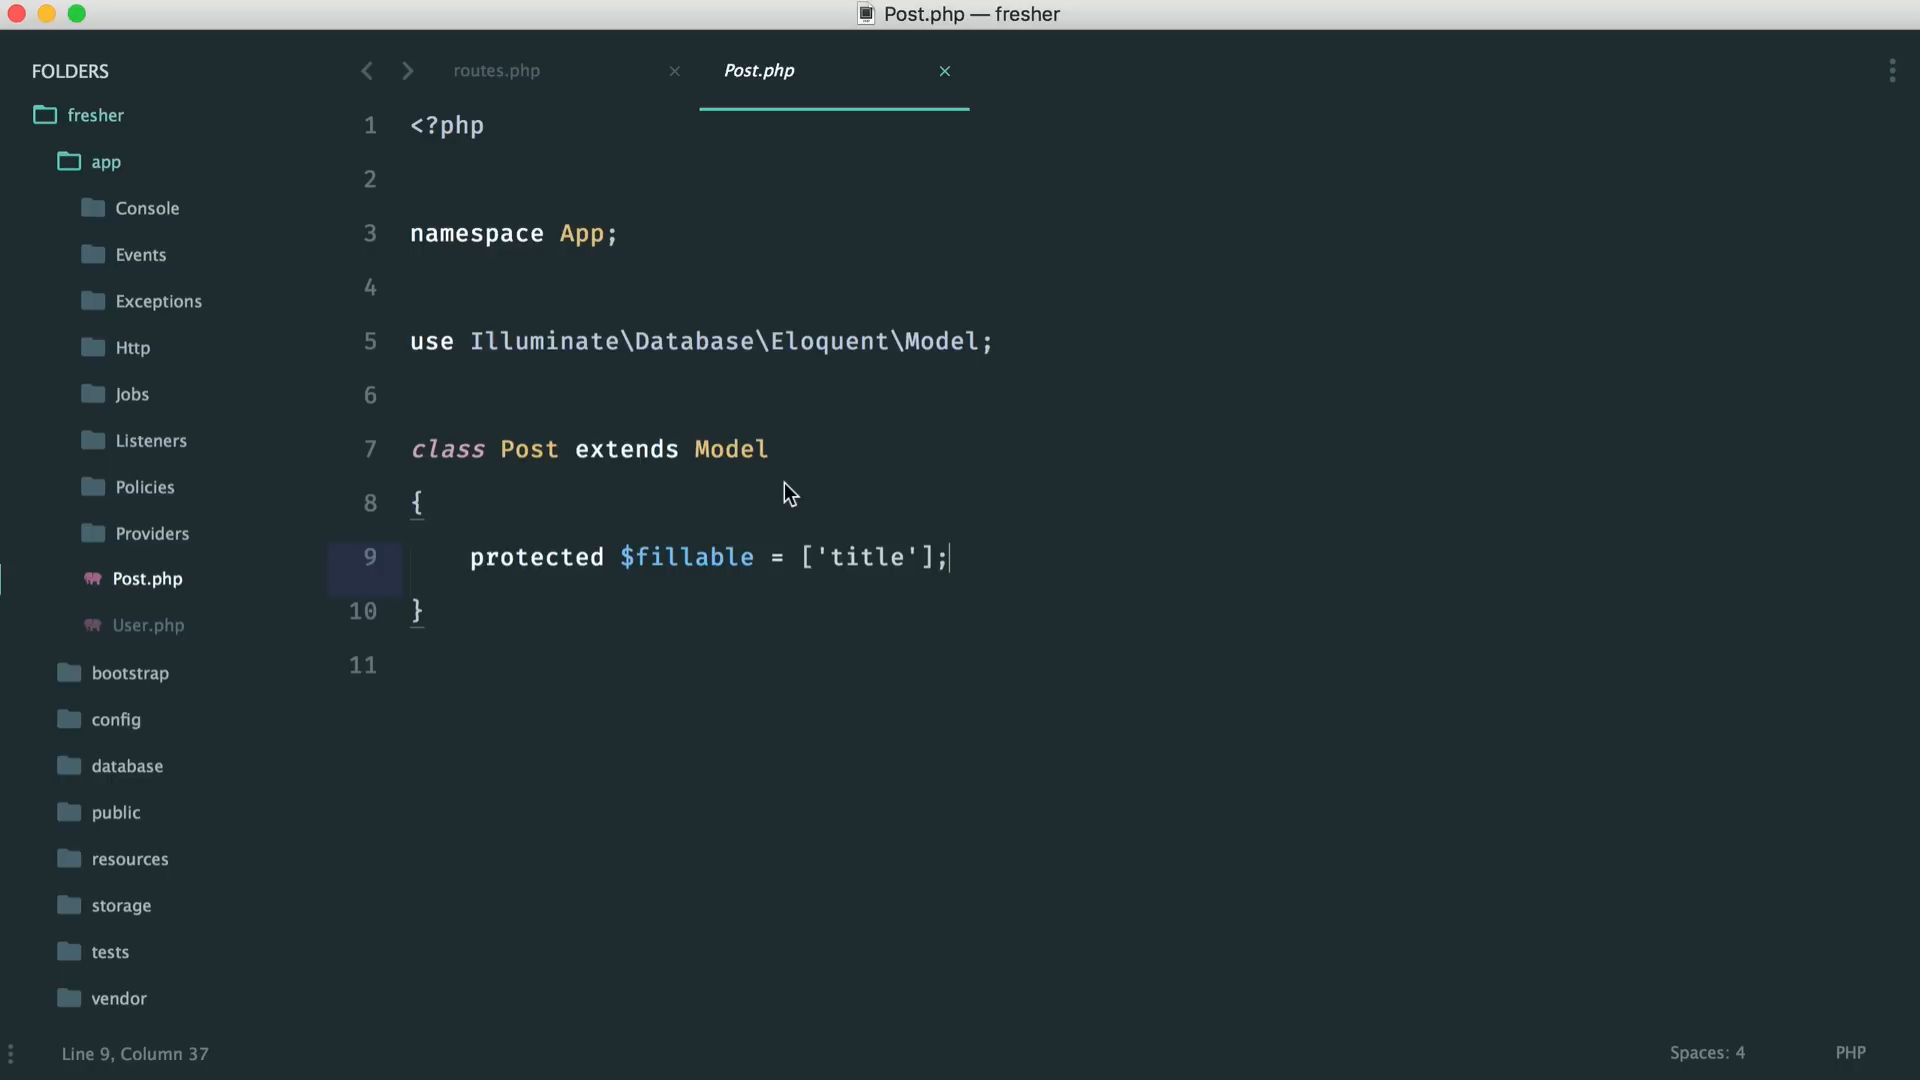 Post.php — fresher
FOLDERS
fresher
app
Console
Events
Exceptions
Http
Jobs
Listeners
Policies
Providers
Post.php
User.php
bootstrap
config
database
public
resources
storage
tests
vendor
routes.php
Post.php
1 <?php
2
3 namespace App;
4
5 use Illuminate\Database\Eloquent\Model;
6
7 class Post extends Model
8 {
9     protected $fillable = ['title'];
10 }
11
Line 9, Column 37
Spaces: 4
PHP